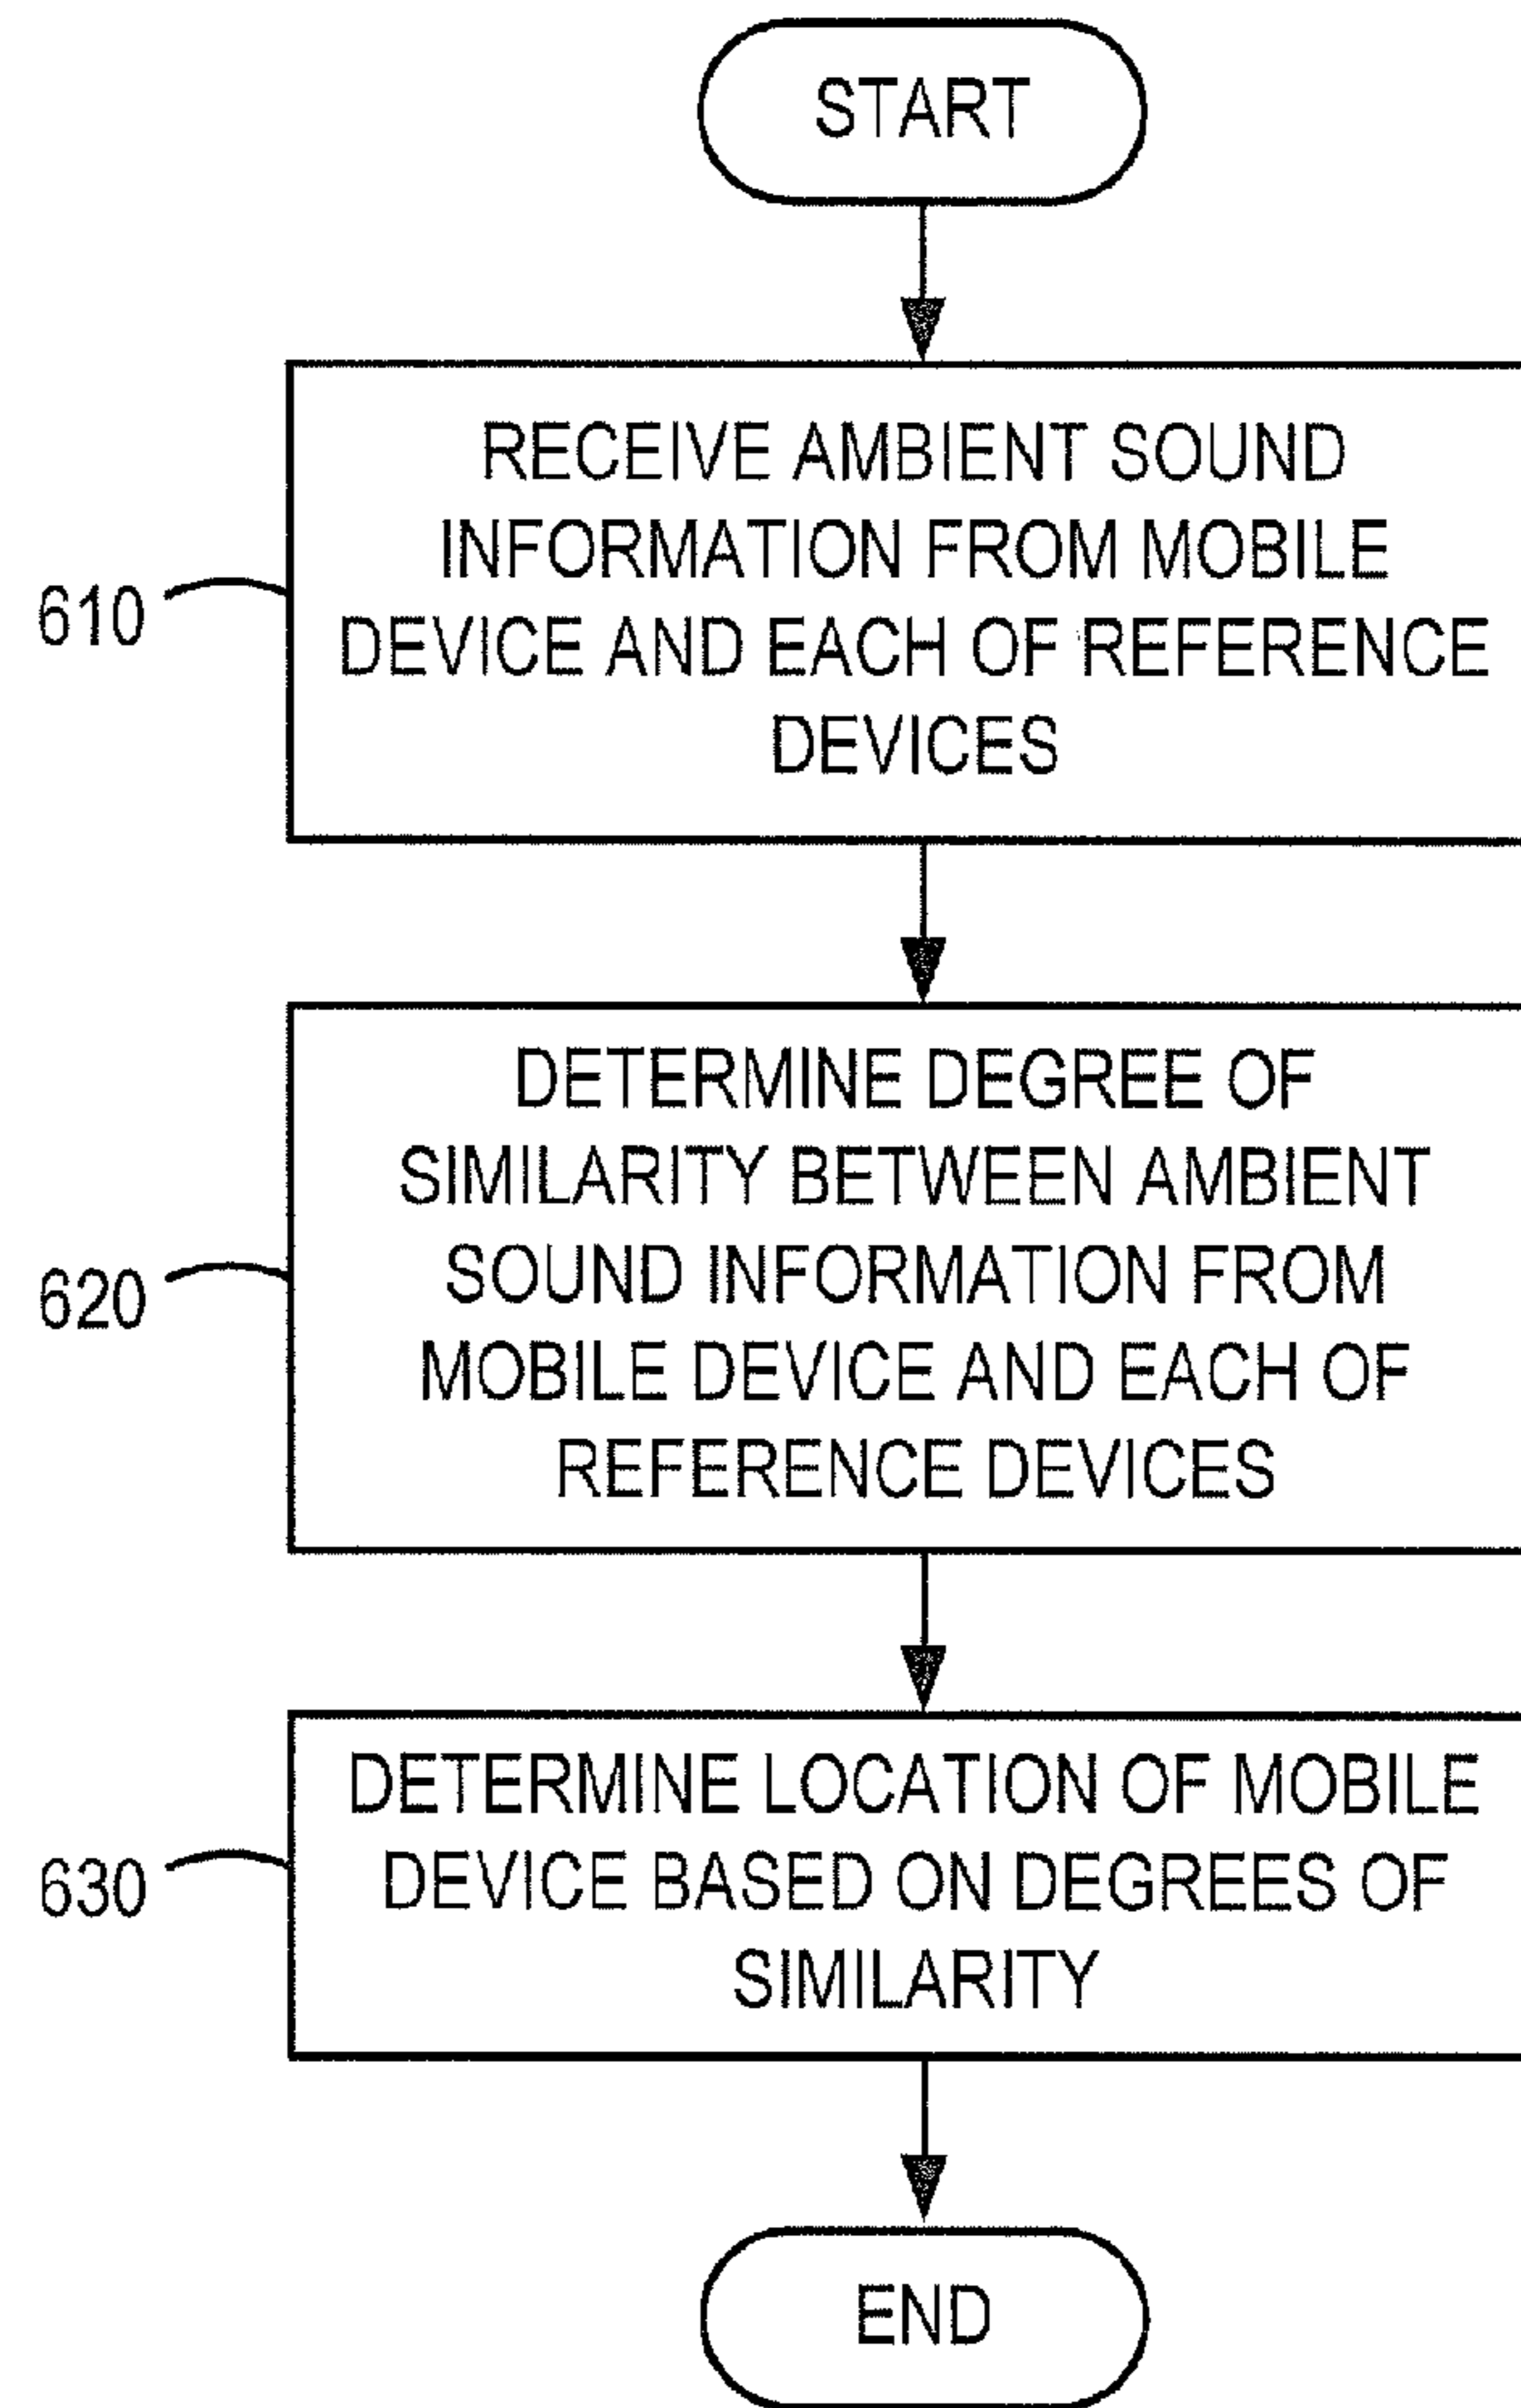 START
RECEIVE AMBIENT SOUND
INFORMATION FROM MOBILE
DEVICE AND EACH OF REFERENCE
DEVICES
610
DETERMINE DEGREE OF
SIMILARITY BETWEEN AMBIENT
SOUND INFORMATION FROM
MOBILE DEVICE AND EACH OF
REFERENCE DEVICES
620
DETERMINE LOCATION OF MOBILE
DEVICE BASED ON DEGREES OF
SIMILARITY
630
END